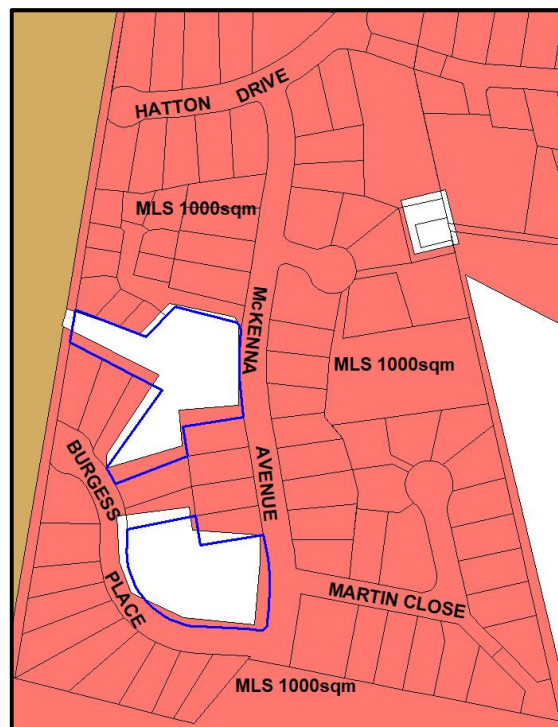 HATTON DRIVE
MLS 1000sqm
McKENNA
MLS 1000sqm
AVENUE
BURGESS
PLACE
MARTIN CLOSE
MLS 1000sqm